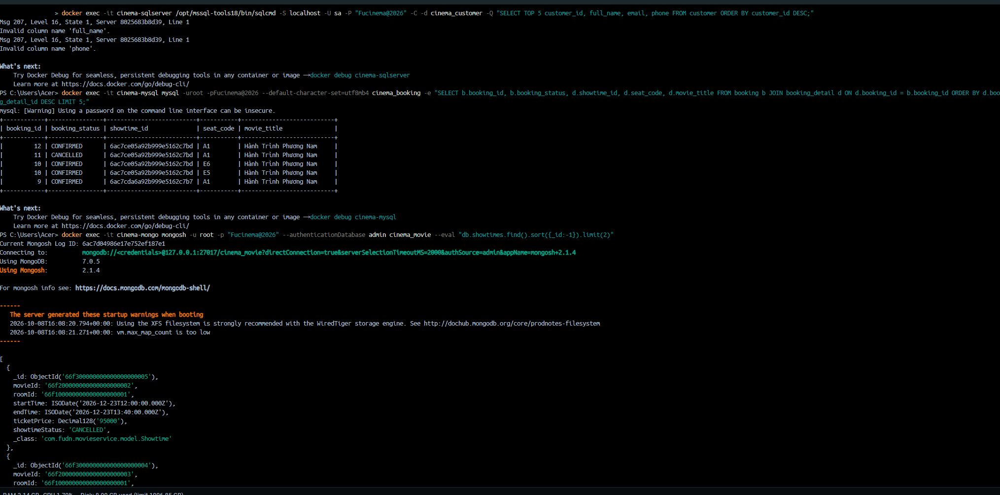 > docker exec -it cinema-sqlserver /opt/mssql-tools18/bin/sqlcmd -S localhost -U sa -P "Fucinema@2026" -C -d cinema_customer -Q "SELECT TOP 5 customer_id, full_name, email, phone FROM customer ORDER BY customer_id DESC;"
Msg 207, Level 16, State 1, Server 8025683b8d39, Line 1
Invalid column name 'full_name'.
Msg 207, Level 16, State 1, Server 8025683b8d39, Line 1
Invalid column name 'phone'.
What's next:
    Try Docker Debug for seamless, persistent debugging tools in any container or image → docker debug cinema-sqlserver
    Learn more at https://docs.docker.com/go/debug-cli/
PS C:\Users\Acer> docker exec -it cinema-mysql mysql -uroot -pFucinema@2026 --default-character-set=utf8mb4 cinema_booking -e "SELECT b.booking_id, b.booking_status, d.showtime_id, d.seat_code, d.movie_title FROM booking b JOIN booking_detail d ON d.booking_id = b.booking_id ORDER BY d.boo
g_detail_id DESC LIMIT 5;"
mysql: [Warning] Using a password on the command line interface can be insecure.
+------------+----------------+--------------------------+-----------+---------------------------+
| booking_id | booking_status | showtime_id              | seat_code | movie_title               |
+------------+----------------+--------------------------+-----------+---------------------------+
|         12 | CONFIRMED      | 6ac7ce05a92b999e5162c7bd | A1        | Hành Trình Phương Nam     |
|         11 | CANCELLED      | 6ac7ce05a92b999e5162c7bd | A1        | Hành Trình Phương Nam     |
|         10 | CONFIRMED      | 6ac7ce05a92b999e5162c7bd | E6        | Hành Trình Phương Nam     |
|         10 | CONFIRMED      | 6ac7ce05a92b999e5162c7bd | E5        | Hành Trình Phương Nam     |
|          9 | CONFIRMED      | 6ac7cda6a92b999e5162c7b7 | A1        | Hành Trình Phương Nam     |
+------------+----------------+--------------------------+-----------+---------------------------+
What's next:
    Try Docker Debug for seamless, persistent debugging tools in any container or image → docker debug cinema-mysql
    Learn more at https://docs.docker.com/go/debug-cli/
PS C:\Users\Acer> docker exec -it cinema-mongo mongosh -u root -p "Fucinema@2026" --authenticationDatabase admin cinema_movie --eval "db.showtimes.find().sort({_id:-1}).limit(2)"
Current Mongosh Log ID: 6ac7d04986e17e752ef187e1
Connecting to:          mongodb://<credentials>@127.0.0.1:27017/cinema_movie?directConnection=true&serverSelectionTimeoutMS=2000&authSource=admin&appName=mongosh+2.1.4
Using MongoDB:          7.0.5
Using Mongosh:          2.1.4
For mongosh info see: https://docs.mongodb.com/mongodb-shell/
------
   The server generated these startup warnings when booting
   2026-10-08T16:08:20.794+00:00: Using the XFS filesystem is strongly recommended with the WiredTiger storage engine. See http://dochub.mongodb.org/core/prodnotes-filesystem
   2026-10-08T16:08:21.271+00:00: vm.max_map_count is too low
------
[
  {
    _id: ObjectId('66f300000000000000000005'),
    movieId: '66f200000000000000000002',
    roomId: '66f100000000000000000001',
    startTime: ISODate('2026-12-23T12:00:00.000Z'),
    endTime: ISODate('2026-12-23T13:40:00.000Z'),
    ticketPrice: Decimal128('95000'),
    showtimeStatus: 'CANCELLED',
    _class: 'com.fudn.movieservice.model.Showtime'
  },
  {
    _id: ObjectId('66f300000000000000000004'),
    movieId: '66f200000000000000000003',
    roomId: '66f100000000000000000001',
RAM 3.14 GB CPU 1.70%